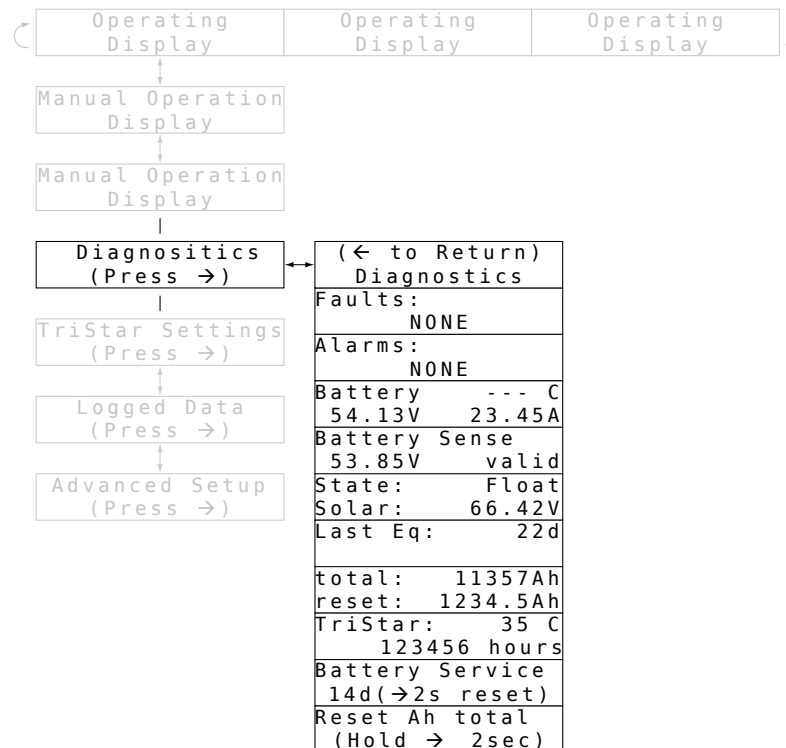 Operating
Display
Operating
Display
Operating
Display
Manual Operation
Display
Manual Operation
Display
Diagnositics
(Press →)
(← to Return)
Diagnostics
Faults:
NONE
Alarms:
NONE
Battery --- C
54.13V 23.45A
Battery Sense
53.85V valid
State: Float
Solar: 66.42V
Last Eq: 22d
total: 11357Ah
reset: 1234.5Ah
TriStar: 35 C
123456 hours
Battery Service
14d(→2s reset)
Reset Ah total
(Hold → 2sec)
TriStar Settings
(Press →)
Logged Data
(Press →)
Advanced Setup
(Press →)